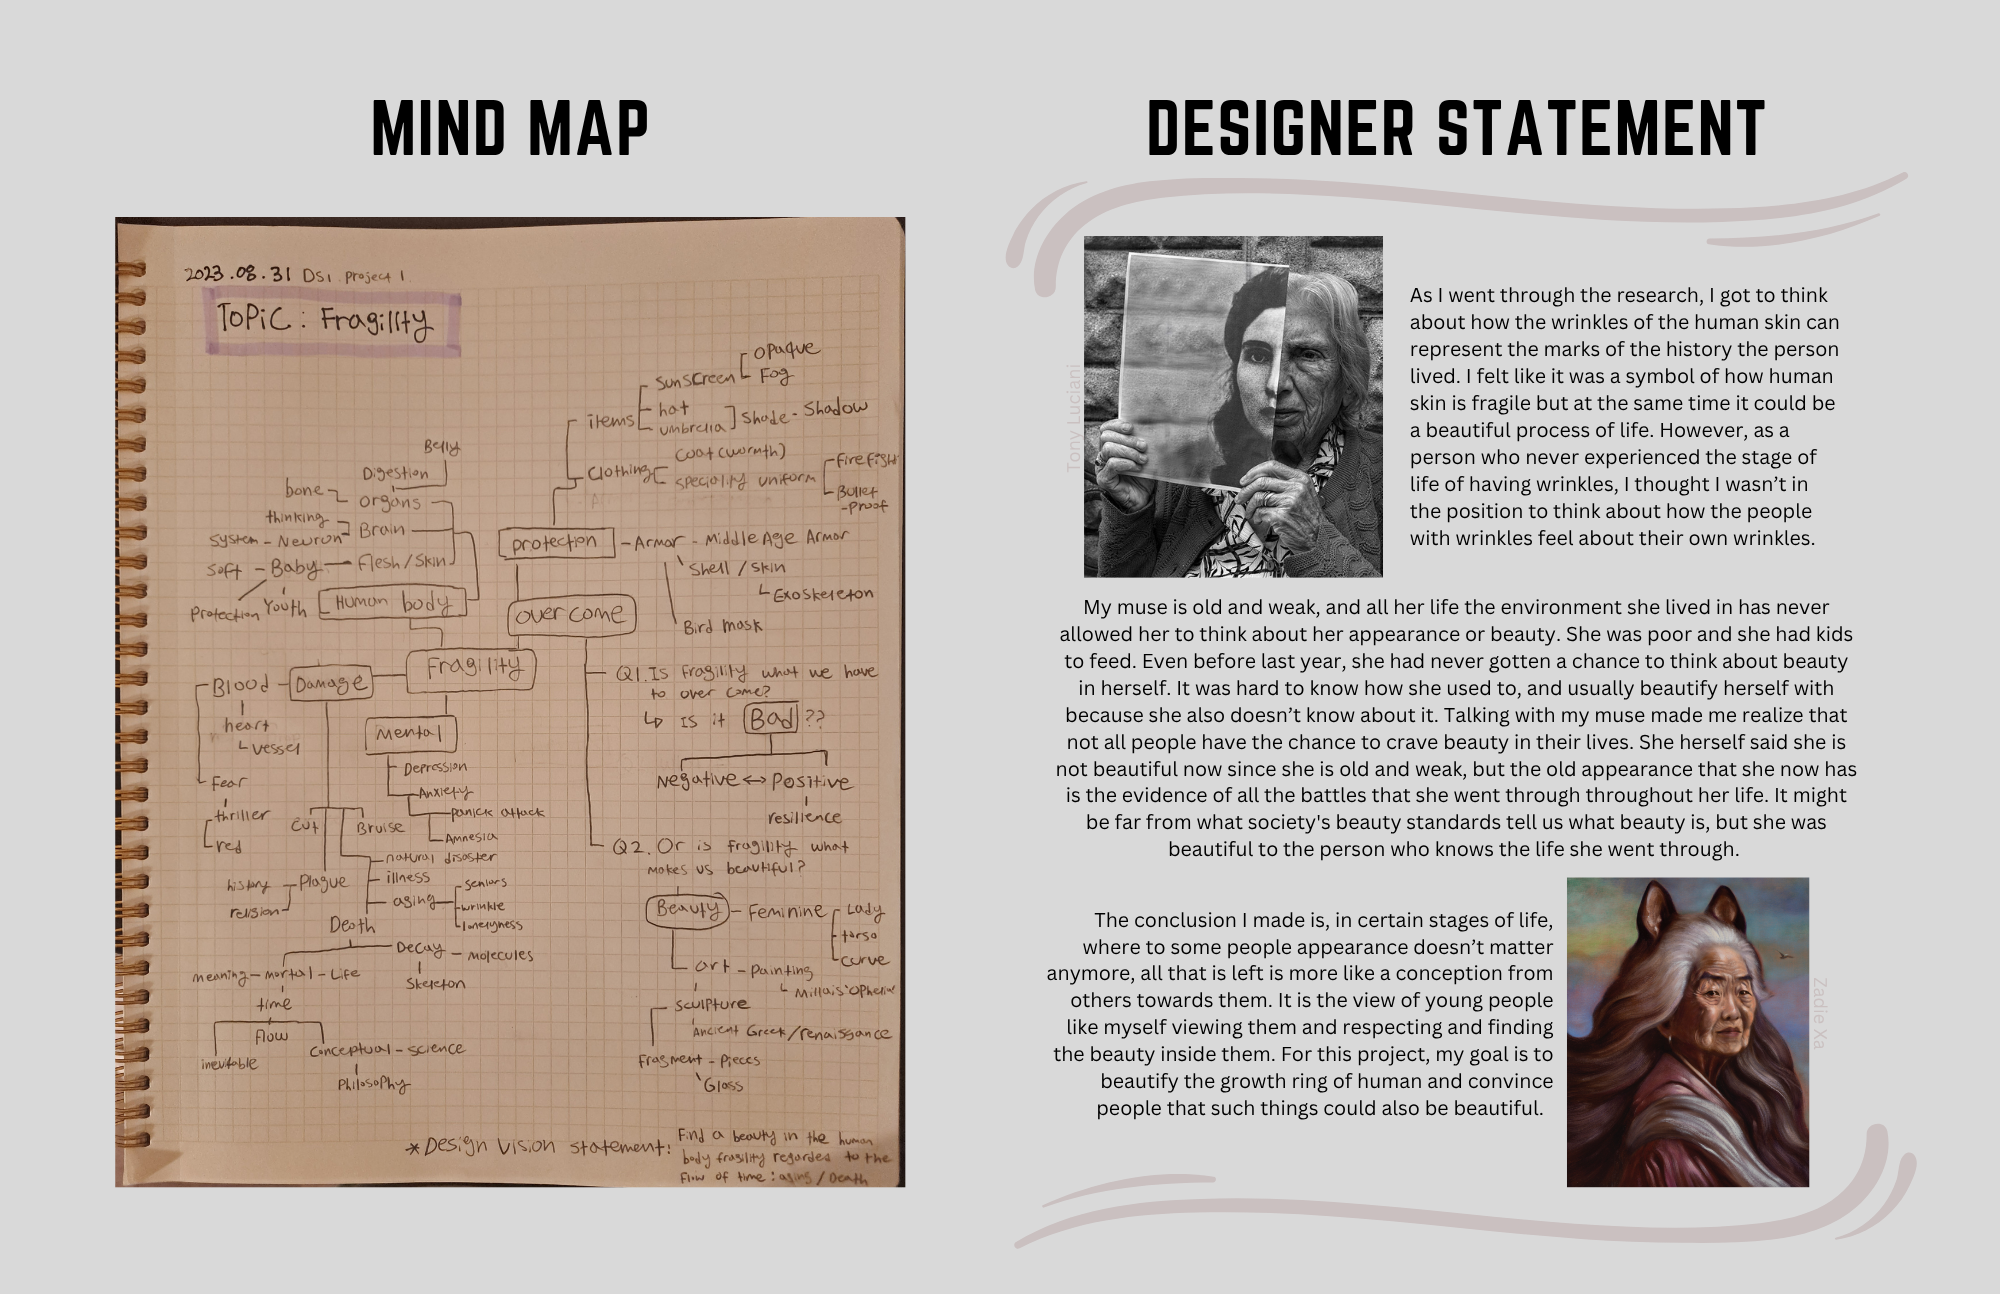 MIND MAP
2023.08.31 DS1 project 1.
ToPiC : Fragility
opaque
sunscreen
Fog
items
hat
umbrella
Shade - Shadow
coat (warmth)
Clothing
speciality uniform
Bullet
-proof
protection - Armor - Middle Age Armor
Shell / skin
Exoskeleton
Bird mask
over come
Belly
Digestion
bone
organs
thinking
Brain
system - Neuron
soft - Baby - Flesh/Skin
Protection Youth
Human body
Fragility
Blood - Damage
heart
vessel
Fear
thriller
red
Mental
Depression
Anxiety
panick attack
Amnesia
Cut
Bruise
natural disaster
illness
aging
seniors
wrinkle
lonelyness
history
religion
Plague
Death
Decay - molecules
Skeleton
meaning - mortal - Life
time
Flow
inevitable
Conceptual - science
Philosophy
Q1. Is fragility what we have
to over come?
↳ Is it Bad ??
Negative ↔ Positive
resilience
Q2. Or is fragility what
makes us beautiful?
Beauty - Feminine
Lady
torso
curve
art - Painting
Millais' Ophelia
sculpture
Ancient Greek/renaissance
Fragment - Pieces
Glass
* Design Vision statement: Find a beauty in the human
body fragility regardes to the
Flow of time : aging / Death
DESIGNER STATEMENT
Tony Luciani
As I went through the research, I got to think
about how the wrinkles of the human skin can
represent the marks of the history the person
lived. I felt like it was a symbol of how human
skin is fragile but at the same time it could be
a beautiful process of life. However, as a
person who never experienced the stage of
life of having wrinkles, I thought I wasn't in
the position to think about how the people
with wrinkles feel about their own wrinkles.
My muse is old and weak, and all her life the environment she lived in has never
allowed her to think about her appearance or beauty. She was poor and she had kids
to feed. Even before last year, she had never gotten a chance to think about beauty
in herself. It was hard to know how she used to, and usually beautify herself with
because she also doesn't know about it. Talking with my muse made me realize that
not all people have the chance to crave beauty in their lives. She herself said she is
not beautiful now since she is old and weak, but the old appearance that she now has
is the evidence of all the battles that she went through throughout her life. It might
be far from what society's beauty standards tell us what beauty is, but she was
beautiful to the person who knows the life she went through.
The conclusion I made is, in certain stages of life,
where to some people appearance doesn't matter
anymore, all that is left is more like a conception from
others towards them. It is the view of young people
like myself viewing them and respecting and finding
the beauty inside them. For this project, my goal is to
beautify the growth ring of human and convince
people that such things could also be beautiful.
Zadie Xa